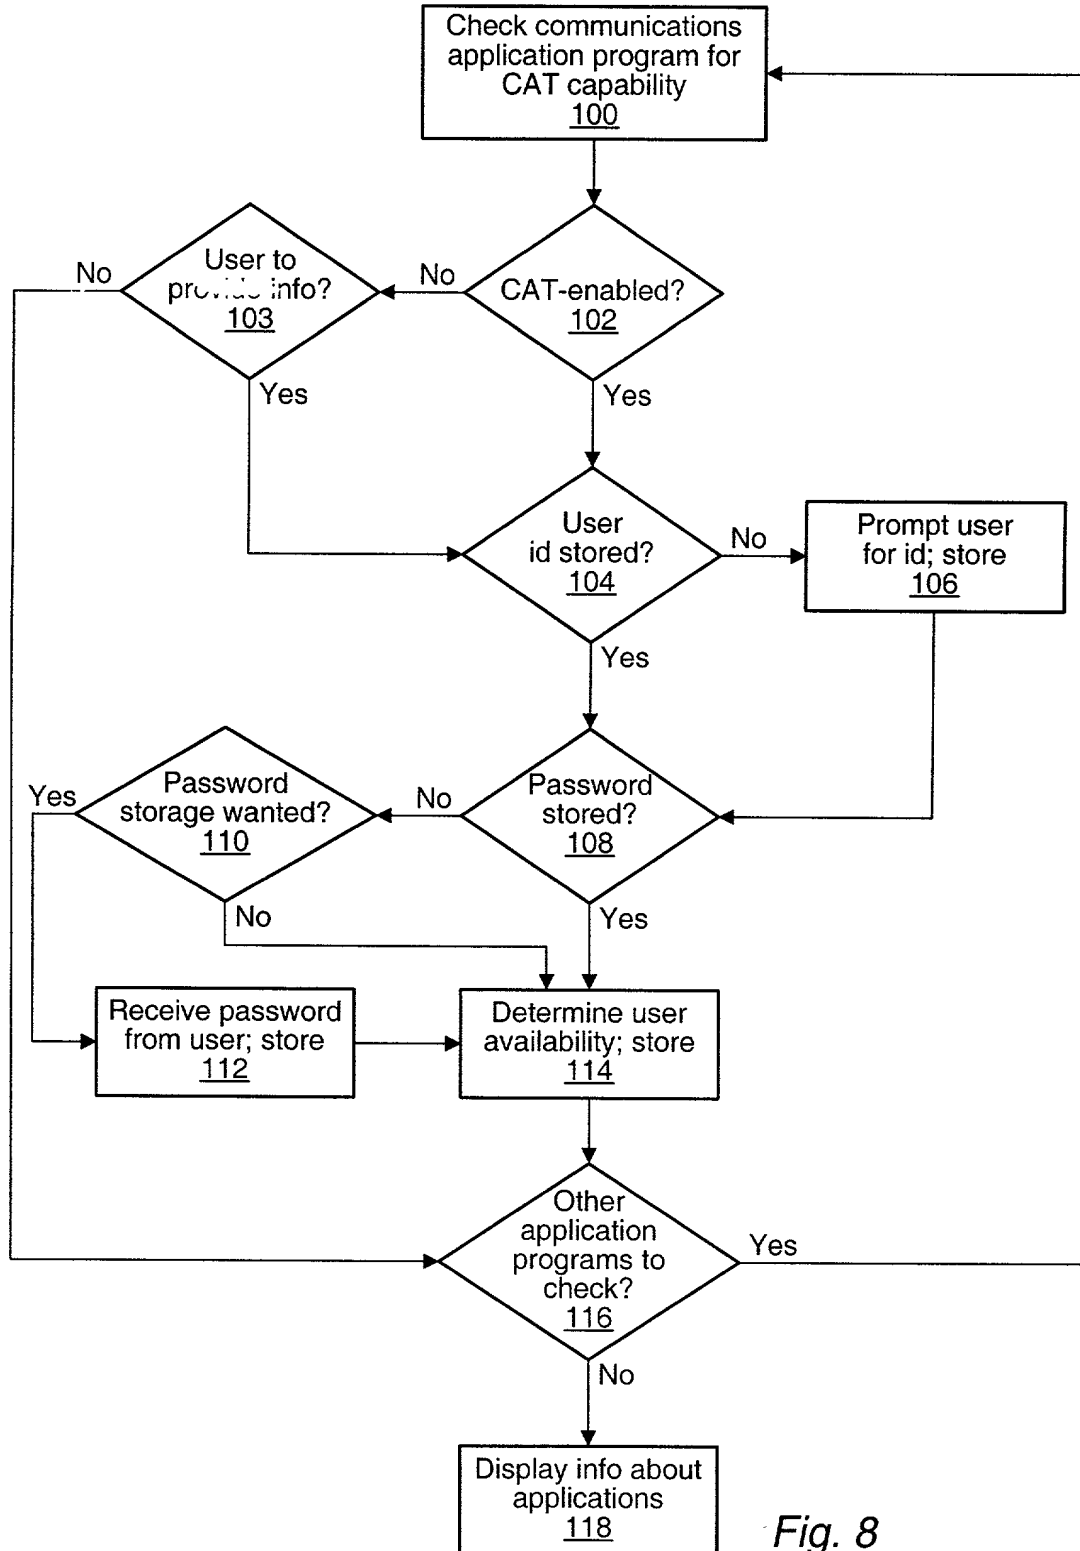 Check communications
application program for
CAT capability
100
User to
provide info?
103
No
No
CAT-enabled?
102
Yes
Yes
User
id stored?
104
No
Prompt user
for id; store
106
Yes
Password
storage wanted?
110
Yes
No
Password
stored?
108
No
Yes
Receive password
from user; store
112
Determine user
availability; store
114
Other
application
programs to
check?
116
Yes
No
Display info about
applications
118
Fig. 8